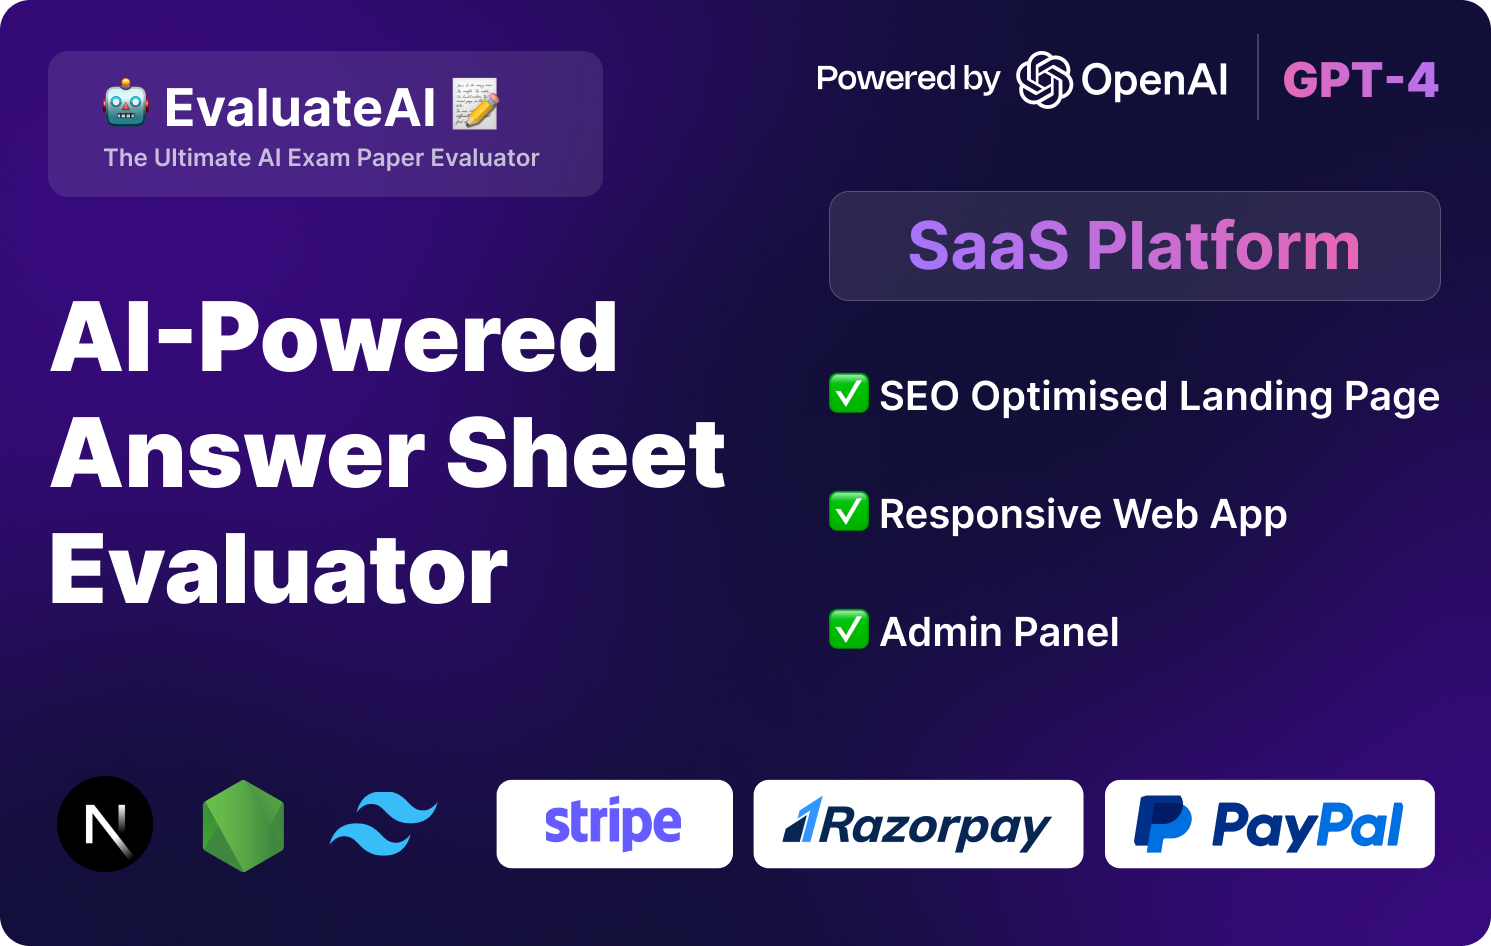 EvaluateAI
The Ultimate AI Exam Paper Evaluator
Powered by OpenAI
GPT-4
AI-Powered
Answer Sheet
Evaluator
SaaS Platform
SEO Optimised Landing Page
Responsive Web App
Admin Panel
N
stripe
Razorpay
PayPal